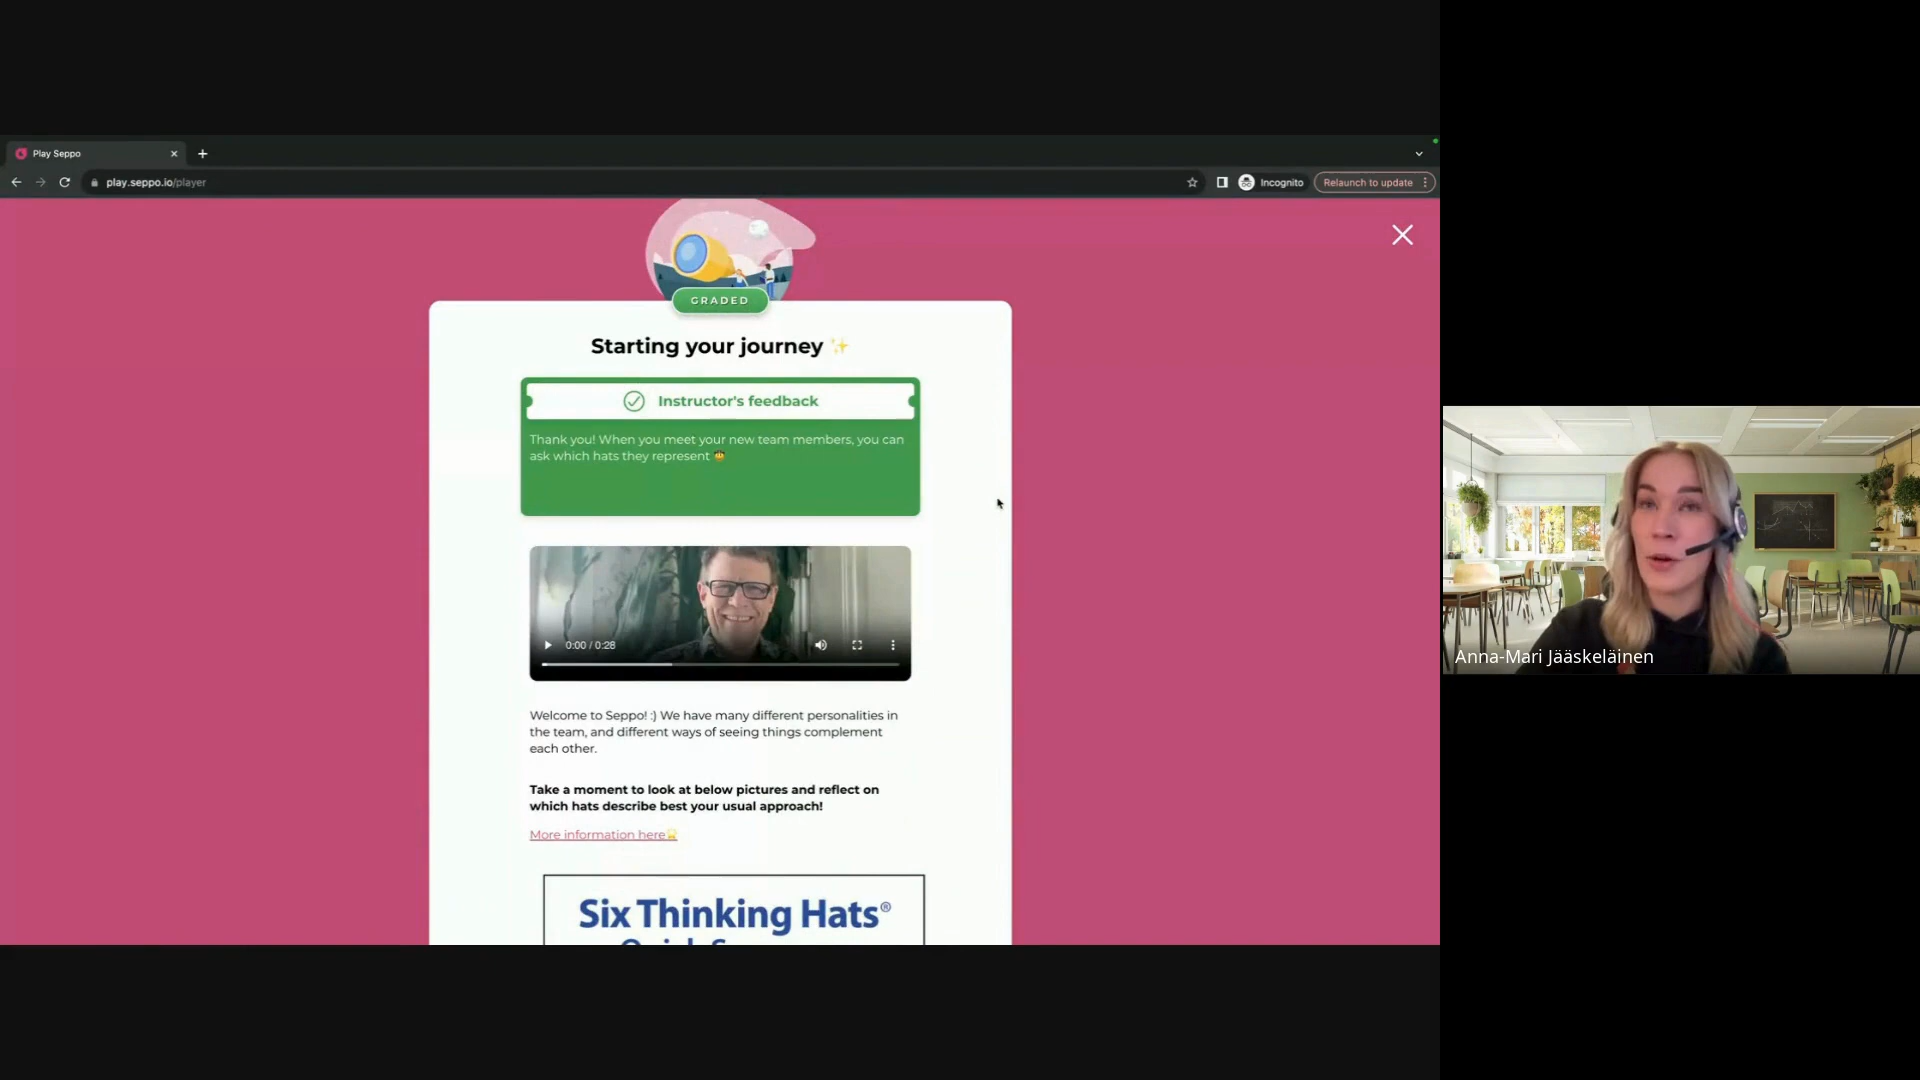 Play Seppo
play.seppo.io/player
Incognito
Relaunch to update
GRADED
Starting your journey ✨
Instructor's feedback
Thank you! When you meet your new team members, you can
ask which hats they represent 🤠
0:00 / 0:28
Welcome to Seppo! :) We have many different personalities in
the team, and different ways of seeing things complement
each other.
Take a moment to look at below pictures and reflect on
which hats describe best your usual approach!
More information here
Six Thinking Hats®
Anna-Mari Jääskeläinen